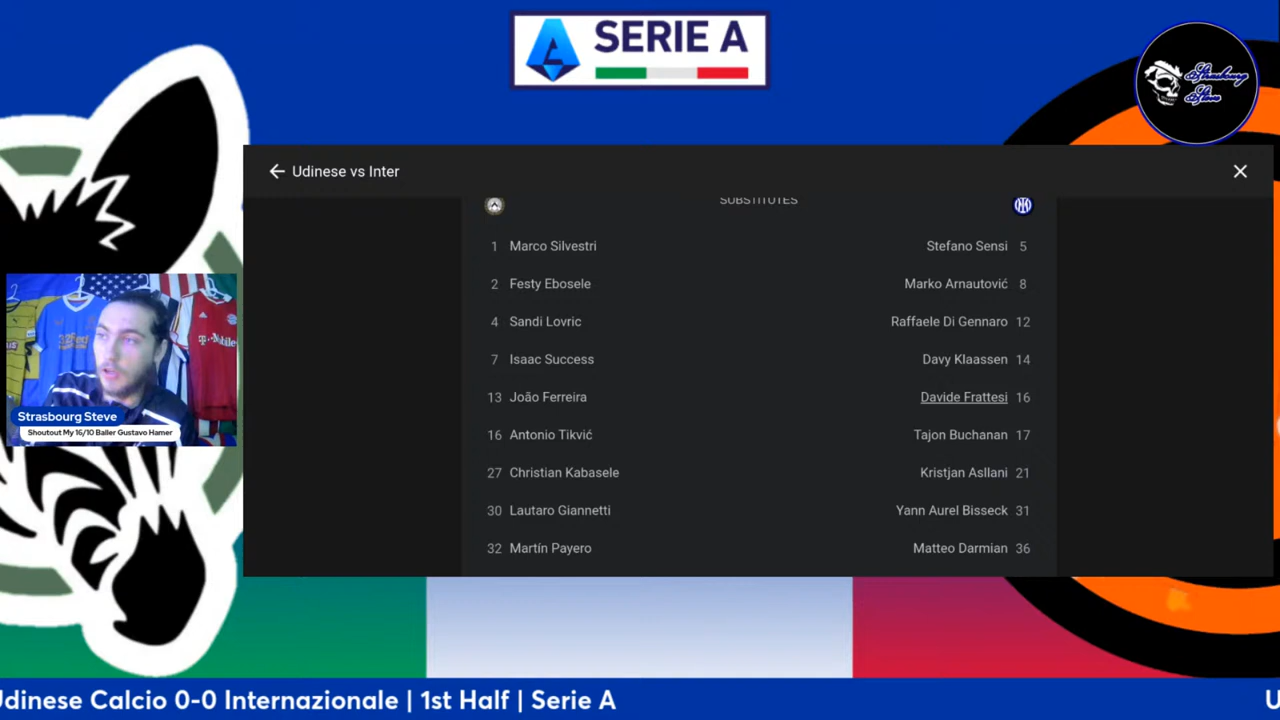 SERIE A
Strasbourg
Steve
Udinese vs Inter
SUBSTITUTES
1 Marco Silvestri
Stefano Sensi 5
2 Festy Ebosele
Marko Arnautović 8
4 Sandi Lovric
Raffaele Di Gennaro 12
7 Isaac Success
Davy Klaassen 14
13 João Ferreira
Davide Frattesi 16
16 Antonio Tikvić
Tajon Buchanan 17
27 Christian Kabasele
Kristjan Asllani 21
30 Lautaro Giannetti
Yann Aurel Bisseck 31
32 Martín Payero
Matteo Darmian 36
Strasbourg Steve
Shoutout My 16/10 Baller Gustavo Hamer
Udinese Calcio 0-0 Internazionale | 1st Half | Serie A